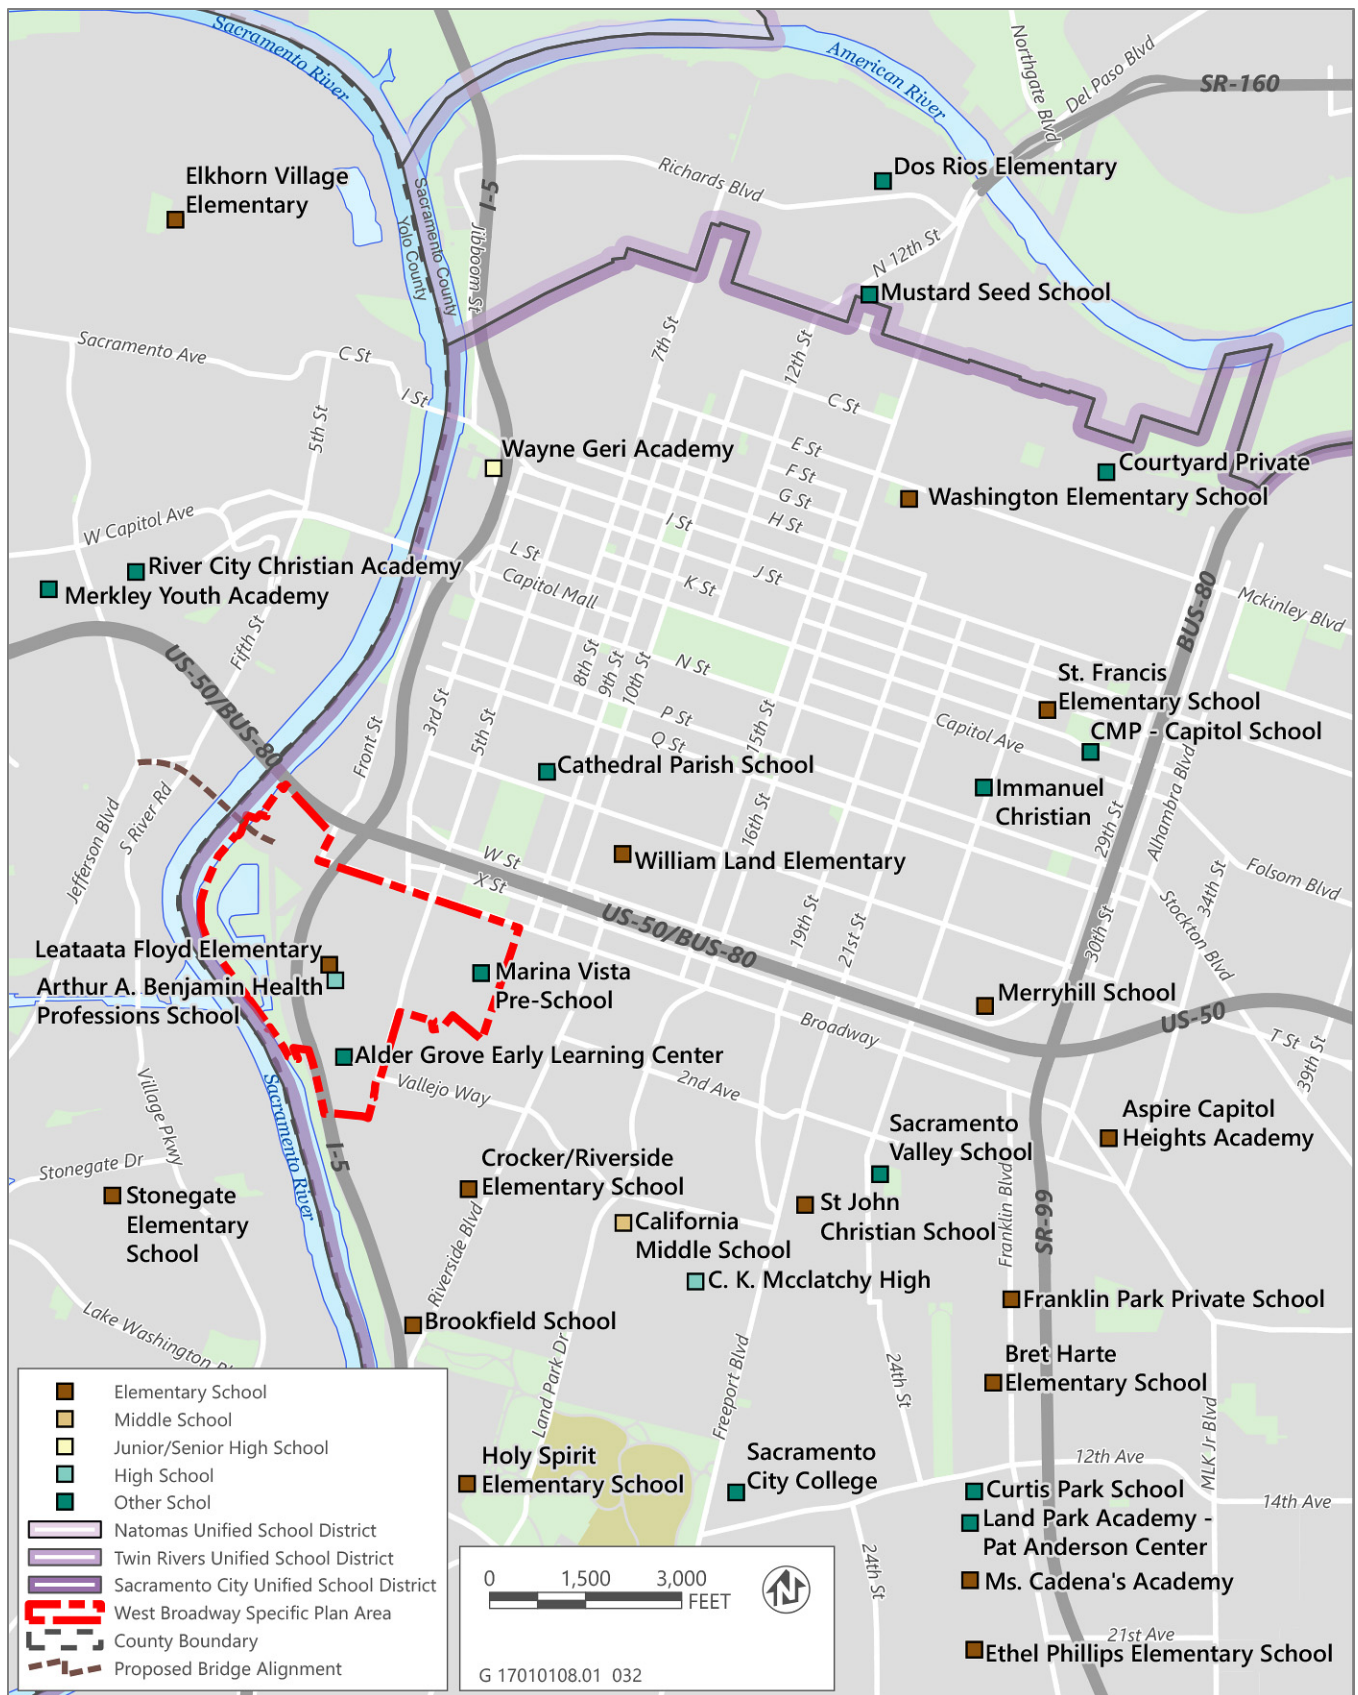 Sacramento River
American River
Northgate Blvd
Del Paso Blvd
SR-160
Elkhorn Village
Elementary
Sacramento County
Yolo County
I-5
Jibboom St
Richards Blvd
Dos Rios Elementary
N 12th St
Mustard Seed School
Sacramento Ave
C St
I St
5th St
7th St
12th St
C St
E St
F St
G St
H St
I St
J St
K St
L St
Capitol Mall
N St
P St
Q St
Wayne Geri Academy
Courtyard Private
Washington Elementary School
W Capitol Ave
River City Christian Academy
Merkley Youth Academy
Fifth St
US-50/BUS-80
Front St
3rd St
5th St
8th St
9th St
10th St
15th St
16th St
BUS-80
Mckinley Blvd
St. Francis
Elementary School
CMP - Capitol School
Capitol Ave
Immanuel
Christian
Cathedral Parish School
William Land Elementary
Jefferson Blvd
S River Rd
W St
X St
US-50/BUS-80
19th St
21st St
29th St
30th St
Alhambra Blvd
34th St
Stockton Blvd
Folsom Blvd
Leataata Floyd Elementary
Arthur A. Benjamin Health
Professions School
Marina Vista
Pre-School
Merryhill School
US-50
T St
39th St
Broadway
Alder Grove Early Learning Center
Vallejo Way
2nd Ave
Village Pkwy
Sacramento River
I-5
Stonegate Dr
Stonegate
Elementary
School
Lake Washington
Crocker/Riverside
Elementary School
California
Middle School
C. K. Mcclatchy High
Sacramento
Valley School
St John
Christian School
Aspire Capitol
Heights Academy
Franklin Blvd
SR-99
Franklin Park Private School
Riverside Blvd
Brookfield School
Land Park Dr
Freeport Blvd
24th St
Bret Harte
Elementary School
MLK Jr Blvd
12th Ave
14th Ave
Holy Spirit
Elementary School
Sacramento
City College
Curtis Park School
Land Park Academy -
Pat Anderson Center
Ms. Cadena's Academy
24th St
21st Ave
Ethel Phillips Elementary School
Elementary School
Middle School
Junior/Senior High School
High School
Other Schol
Natomas Unified School District
Twin Rivers Unified School District
Sacramento City Unified School District
West Broadway Specific Plan Area
County Boundary
Proposed Bridge Alignment
0 1,500 3,000
FEET
N
G 17010108.01 032